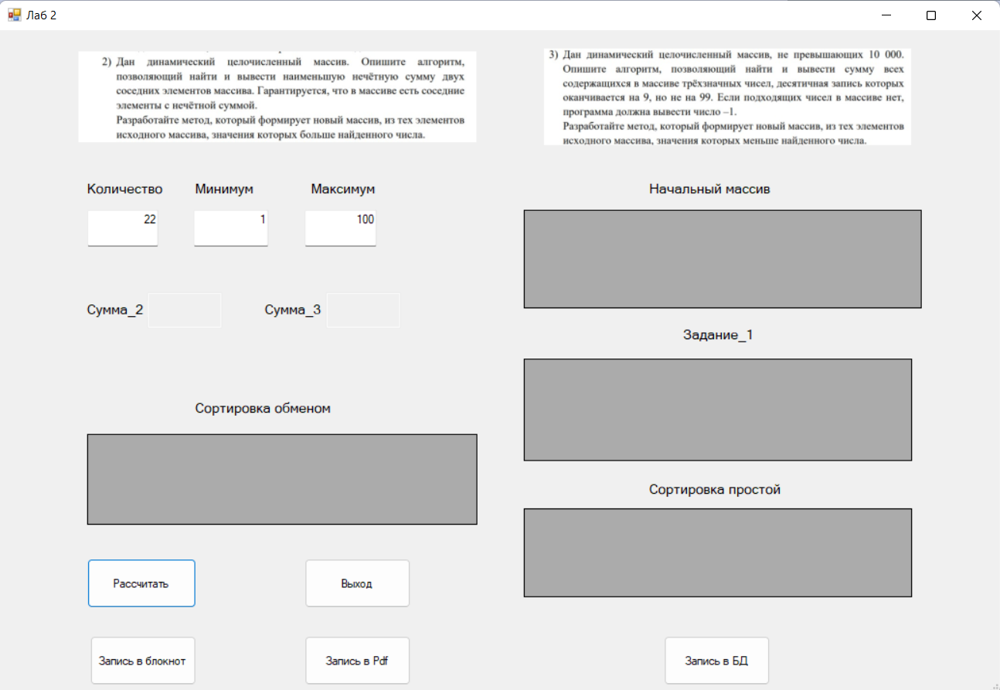 Лаб 2
2) Дан динамический целочисленный массив. Опишите алгоритм,
позволяющий найти и вывести наименьшую нечётную сумму двух
соседних элементов массива. Гарантируется, что в массиве есть соседние
элементы с нечётной суммой.
Разработайте метод, который формирует новый массив, из тех элементов
исходного массива, значения которых больше найденного числа.
3) Дан динамический целочисленный массив, не превышающих 10 000.
Опишите алгоритм, позволяющий найти и вывести сумму всех
содержащихся в массиве трёхзначных чисел, десятичная запись которых
оканчивается на 9, но не на 99. Если подходящих чисел в массиве нет,
программа должна вывести число –1.
Разработайте метод, который формирует новый массив, из тех элементов
исходного массива, значения которых меньше найденного числа.
Количество Минимум Максимум
22 1 100
Начальный массив
Сумма_2 Сумма_3
Задание_1
Сортировка обменом
Сортировка простой
Рассчитать Выход
Запись в блокнот Запись в Pdf Запись в БД